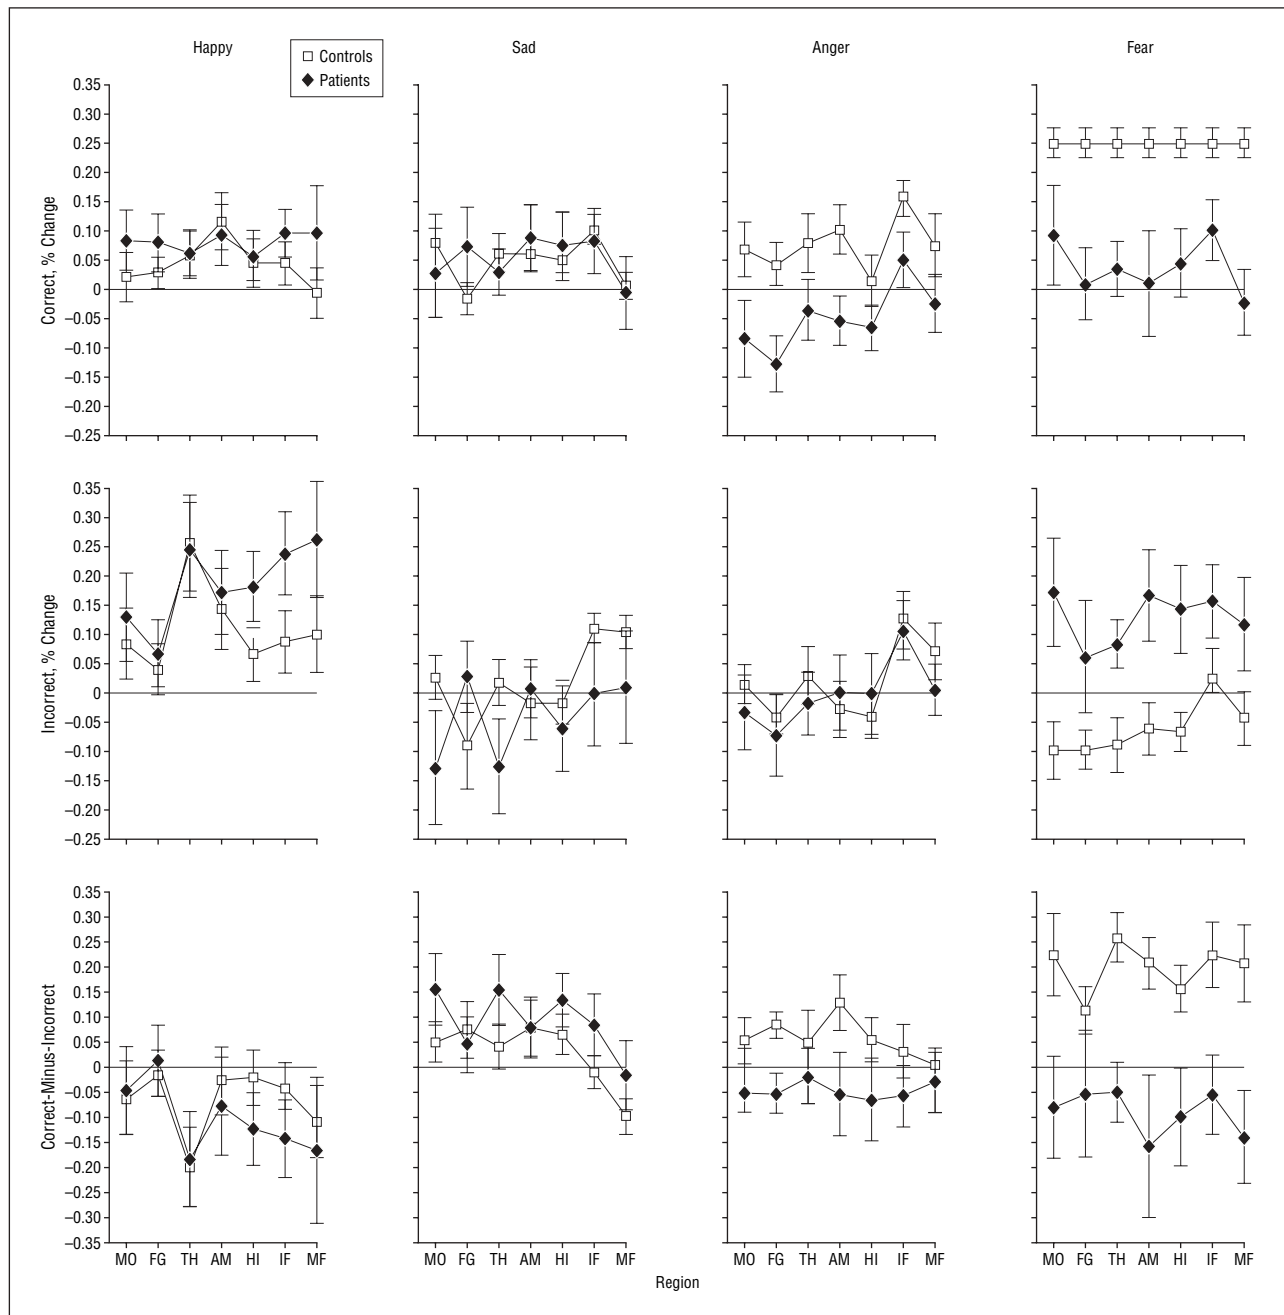 Happy
Sad
Anger
Fear
Controls
Patients
Correct, % Change
0.35
0.30
0.25
0.20
0.15
0.10
0.05
0
–0.05
–0.10
–0.15
–0.20
–0.25
Incorrect, % Change
0.35
0.30
0.25
0.20
0.15
0.10
0.05
0
–0.05
–0.10
–0.15
–0.20
–0.25
Correct-Minus-Incorrect
0.35
0.30
0.25
0.20
0.15
0.10
0.05
0
–0.05
–0.10
–0.15
–0.20
–0.25
–0.30
–0.35
MO FG TH AM HI IF MF
MO FG TH AM HI IF MF
MO FG TH AM HI IF MF
MO FG TH AM HI IF MF
Region